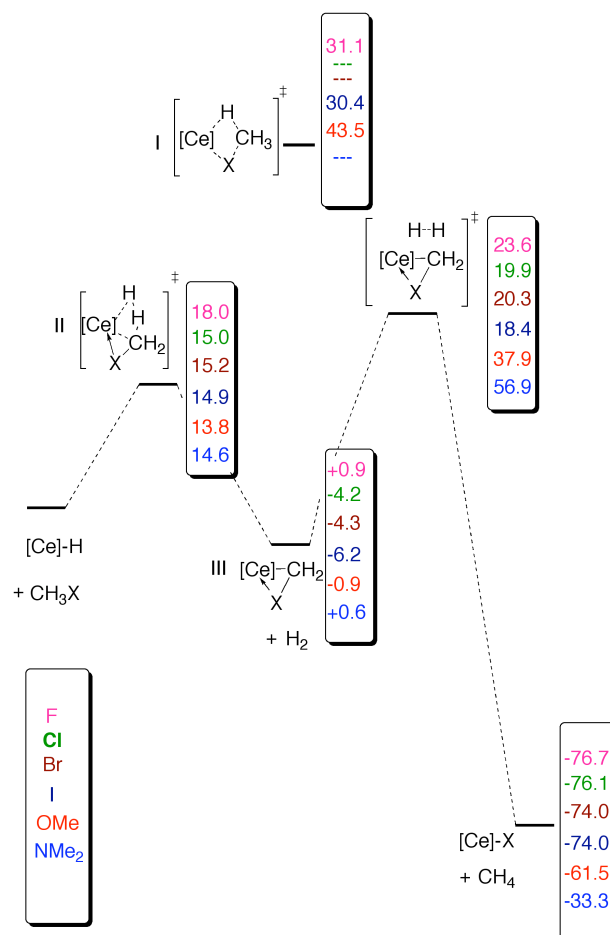 31.1
---
---
30.4
43.5
---
I [Ce] H CH3 X ‡
H--H ‡
[Ce] CH2
X
23.6
19.9
20.3
18.4
37.9
56.9
II [Ce] H H CH2 X ‡
18.0
15.0
15.2
14.9
13.8
14.6
[Ce]-H
+ CH3X
III [Ce] CH2
X
+ H2
+0.9
-4.2
-4.3
-6.2
-0.9
+0.6
F
Cl
Br
I
OMe
NMe2
[Ce]-X
+ CH4
-76.7
-76.1
-74.0
-74.0
-61.5
-33.3